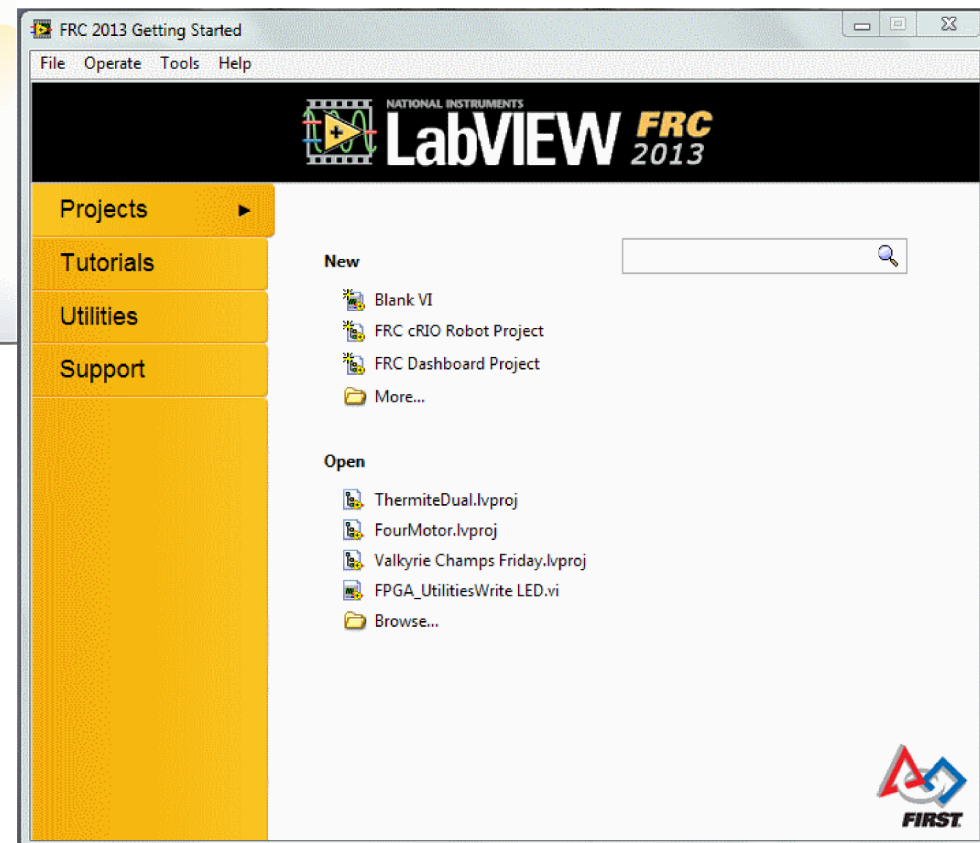 FRC 2013 Getting Started
File Operate Tools Help
NATIONAL INSTRUMENTS
LabVIEW FRC 2013
Projects
Tutorials
Utilities
Support
New
Blank VI
FRC cRIO Robot Project
FRC Dashboard Project
More...
Open
ThermiteDual.lvproj
FourMotor.lvproj
Valkyrie Champs Friday.lvproj
FPGA_UtilitiesWrite LED.vi
Browse...
FIRST